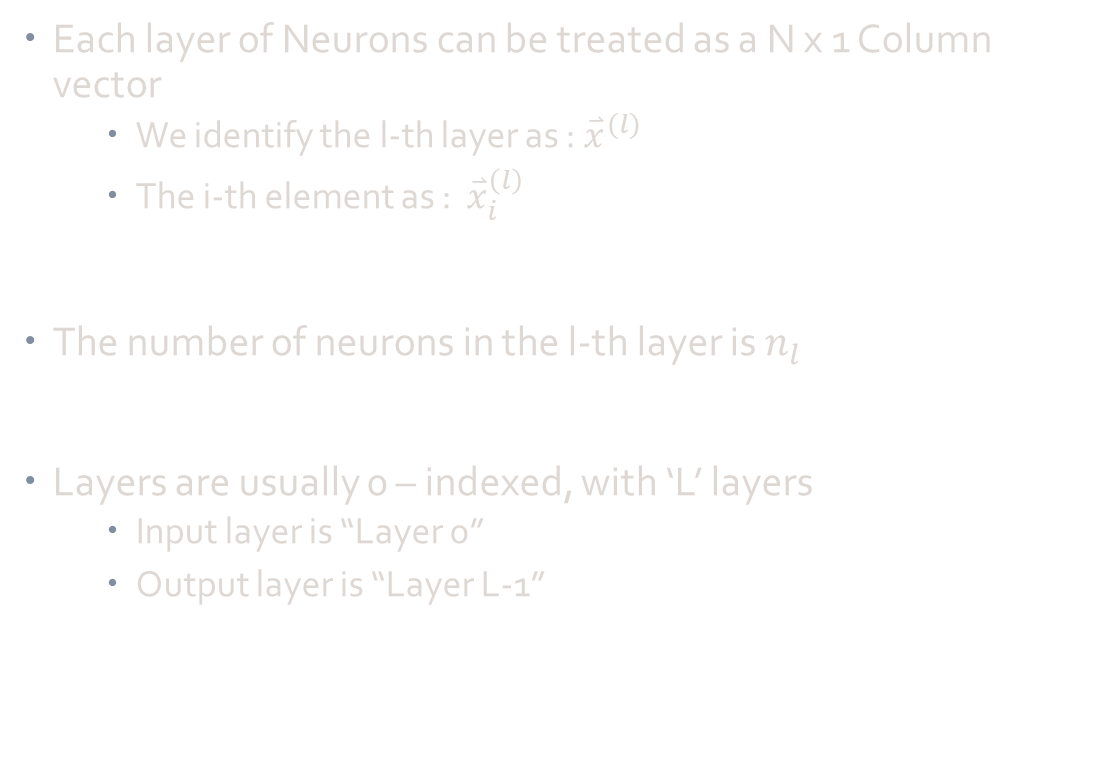 • Each layer of Neurons can be treated as a N x 1 Column
vector
• We identify the l-th layer as : $\vec{x}^{(l)}$
• The i-th element as : $\vec{x}_i^{(l)}$
• The number of neurons in the l-th layer is $n_l$
• Layers are usually 0 – indexed, with ‘L’ layers
• Input layer is “Layer 0”
• Output layer is “Layer L-1”